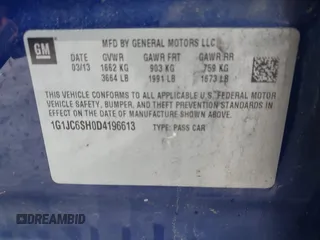 GM
MFD BY GENERAL MOTORS LLC
DATE GVWR GAWR FRT GAWR RR
03/13 1662 KG 903 KG 759 KG
3664 LB 1991 LB 1673 LB
THIS VEHICLE CONFORMS TO ALL APPLICABLE U.S. FEDERAL MOTOR
VEHICLE SAFETY, BUMPER, AND THEFT PREVENTION STANDARDS
IN EFFECT ON THE DATE OF MANUFACTURE SHOWN ABOVE.
1G1JC6SH0D4196613 TYPE: PASS CAR
DREAMBID